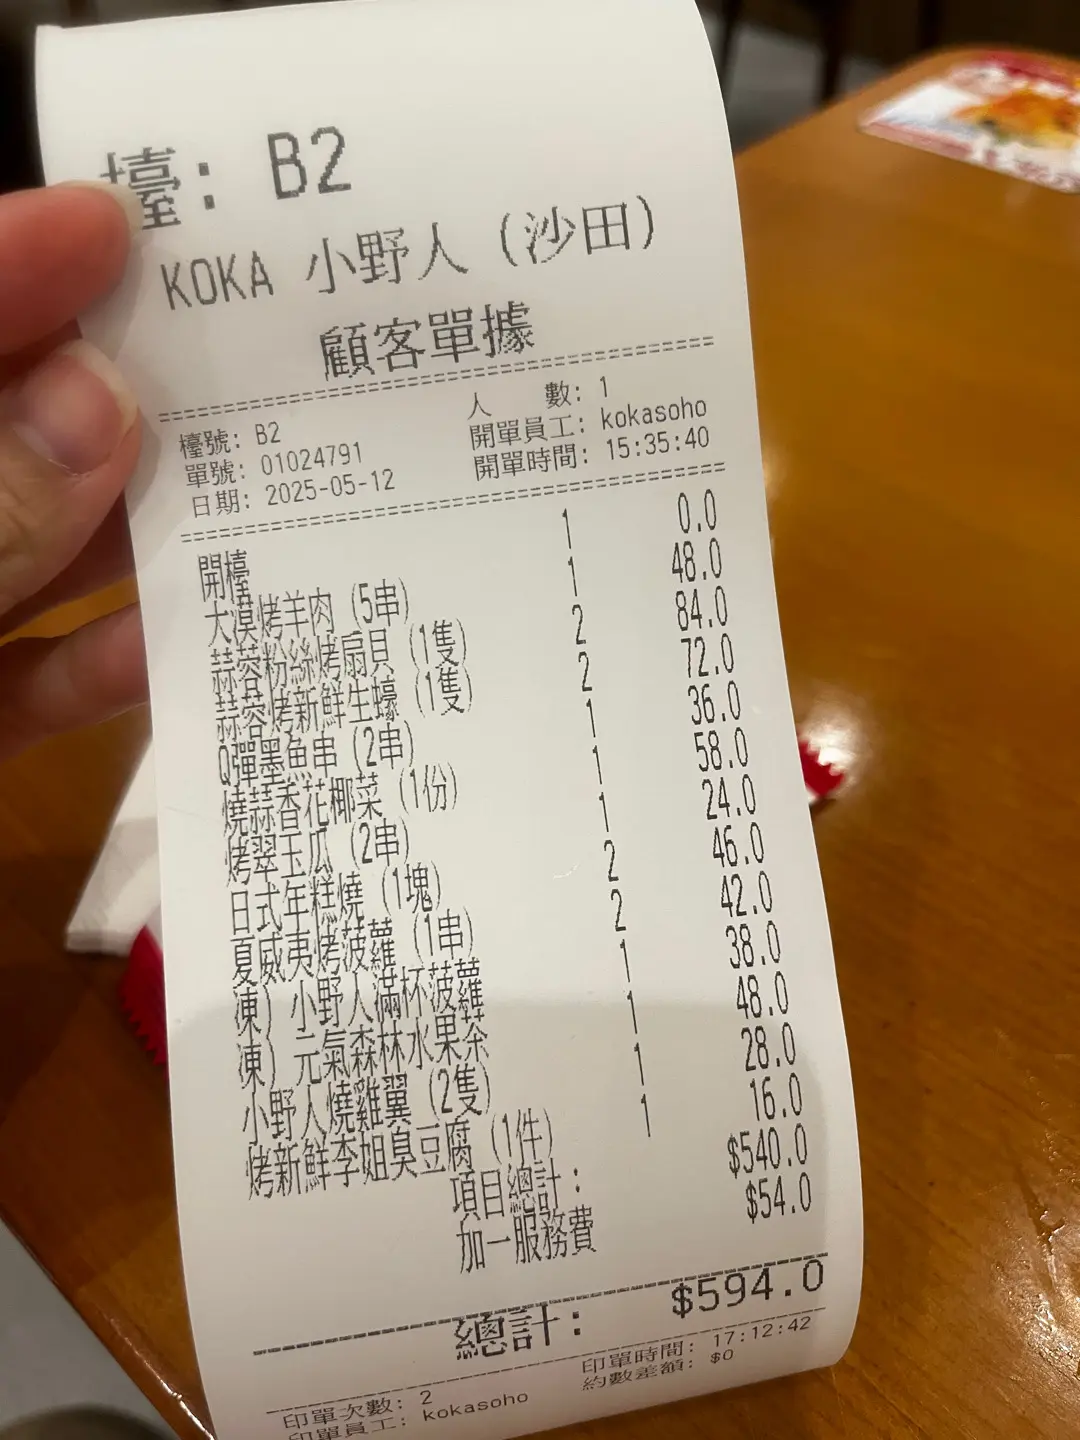 檯: B2
KOKA 小野人 (沙田)
顧客單據
檯號: B2 人 數: 1
單號: 01024791 開單員工: kokasoho
日期: 2025-05-12 開單時間: 15:35:40
開檯 1 0.0
大漠烤羊肉 (5串) 1 48.0
蒜蓉粉絲烤扇貝 (1隻) 2 84.0
蒜蓉烤新鮮生蠔 (1隻 2 72.0
Q彈墨魚串 (2串) 1 36.0
燒蒜香花椰菜 (1份) 1 58.0
烤翠玉瓜 (2串) 1 24.0
日式年糕燒 (1塊) 2 46.0
夏威夷烤菠蘿 (1串) 2 42.0
凍) 小野人滿杯菠蘿 1 38.0
凍) 元氣森林水果茶 1 48.0
小野人燒雞翼 (2隻) 1 28.0
烤新鮮李姐臭豆腐 (1件) 1 16.0
項目總計: $540.0
加一服務費 $54.0
總計: $594.0
印單次數: 2 印單時間: 17:12:42
印單員工: kokasoho 約數差額: $0